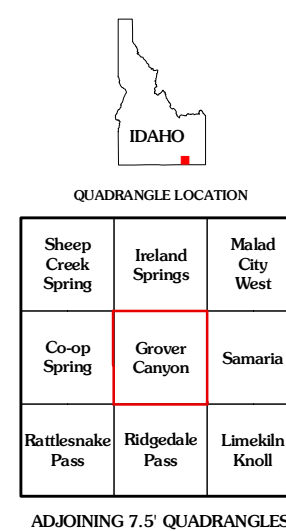 IDAHO
QUADRANGLE LOCATION
Sheep Creek Spring
Ireland Springs
Malad City West
Co-op Spring
Grover Canyon
Samaria
Rattlesnake Pass
Ridgedale Pass
Limekiln Knoll
ADJOINING 7.5' QUADRANGLES